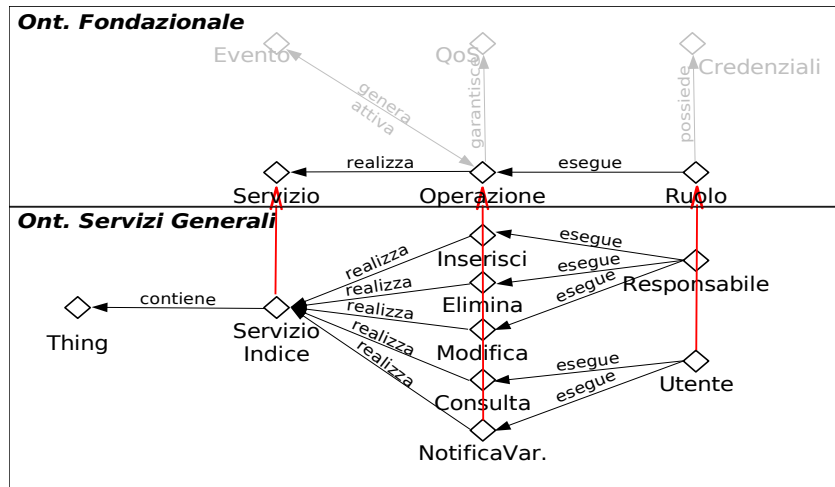 Ont. Fondazionale
Evento
QoS
Credenziali
genera
attiva
garantisce
possiede
realizza
esegue
Servizio
Operazione
Ruolo
Ont. Servizi Generali
Inserisci
esegue
realizza
esegue
Responsabile
Elimina
realizza
esegue
contiene
realizza
Thing
Servizio
Indice
Modifica
realizza
esegue
Utente
Consulta
realizza
esegue
NotificaVar.